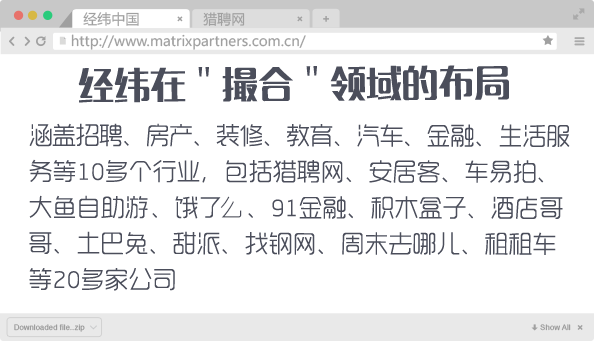 经纬中国 × 猎聘网 × +
http://www.matrixpartners.com.cn/
经纬在"撮合"领域的布局
涵盖招聘、房产、装修、教育、汽车、金融、生活服
务等10多个行业，包括猎聘网、安居客、车易拍、
大鱼自助游、饿了么、91金融、积木盒子、酒店哥
哥、土巴兔、甜派、找钢网、周末去哪儿、租租车
等20多家公司
Downloaded file..zip Show All ×